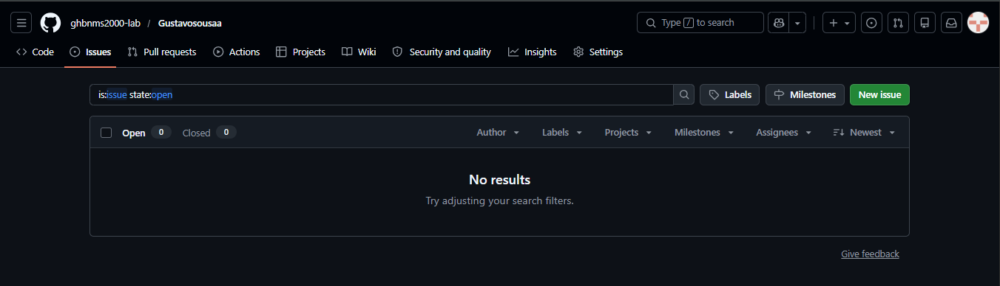 ghbnms2000-lab / Gustavosousaa
Type / to search
Code Issues Pull requests Actions Projects Wiki Security and quality Insights Settings
is:issue state:open
Labels Milestones New issue
Open 0 Closed 0 Author Labels Projects Milestones Assignees Newest
No results
Try adjusting your search filters.
Give feedback